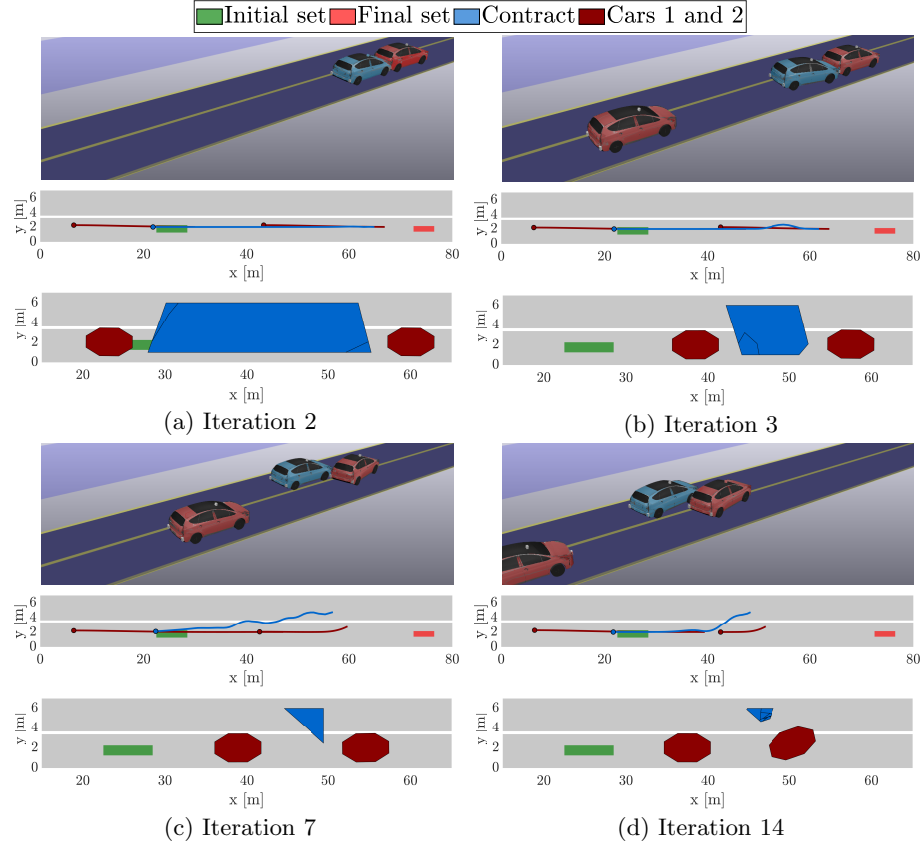 Initial set Final set Contract Cars 1 and 2
6
4
2
0
y [m]
0 20 40 60 80
x [m]
6
4
2
0
y [m]
0 20 40 60 80
x [m]
6
4
2
0
y [m]
20 30 40 50 60
x [m]
6
4
2
0
y [m]
20 30 40 50 60
x [m]
(a) Iteration 2
(b) Iteration 3
6
4
2
0
y [m]
0 20 40 60 80
x [m]
6
4
2
0
y [m]
0 20 40 60 80
x [m]
6
4
2
0
y [m]
20 30 40 50 60
x [m]
6
4
2
0
y [m]
20 30 40 50 60
x [m]
(c) Iteration 7
(d) Iteration 14